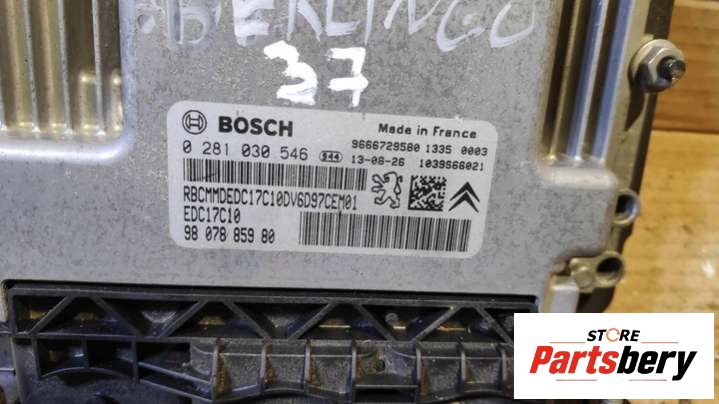 BERLINGO
37
BOSCH
Made in France
0 281 030 546 944
9666729580 1335 0003
13-08-26 1039S66021
RBCMMDEDC17C10DV6D97CEM01
EDC17C10
98 078 859 80
STORE
Partsbery